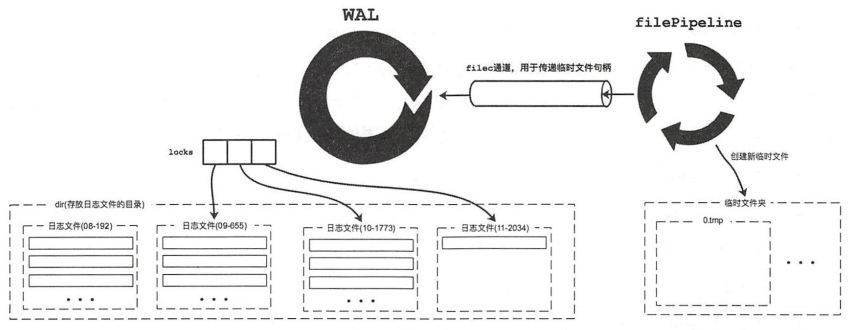 WAL
filePipeline
filec通道，用于传递临时文件句柄
locks
创建新临时文件
dir(存放日志文件的目录)
临时文件夹
日志文件(08-192)
日志文件(09-655)
日志文件(10-1773)
日志文件(11-2034)
0.tmp